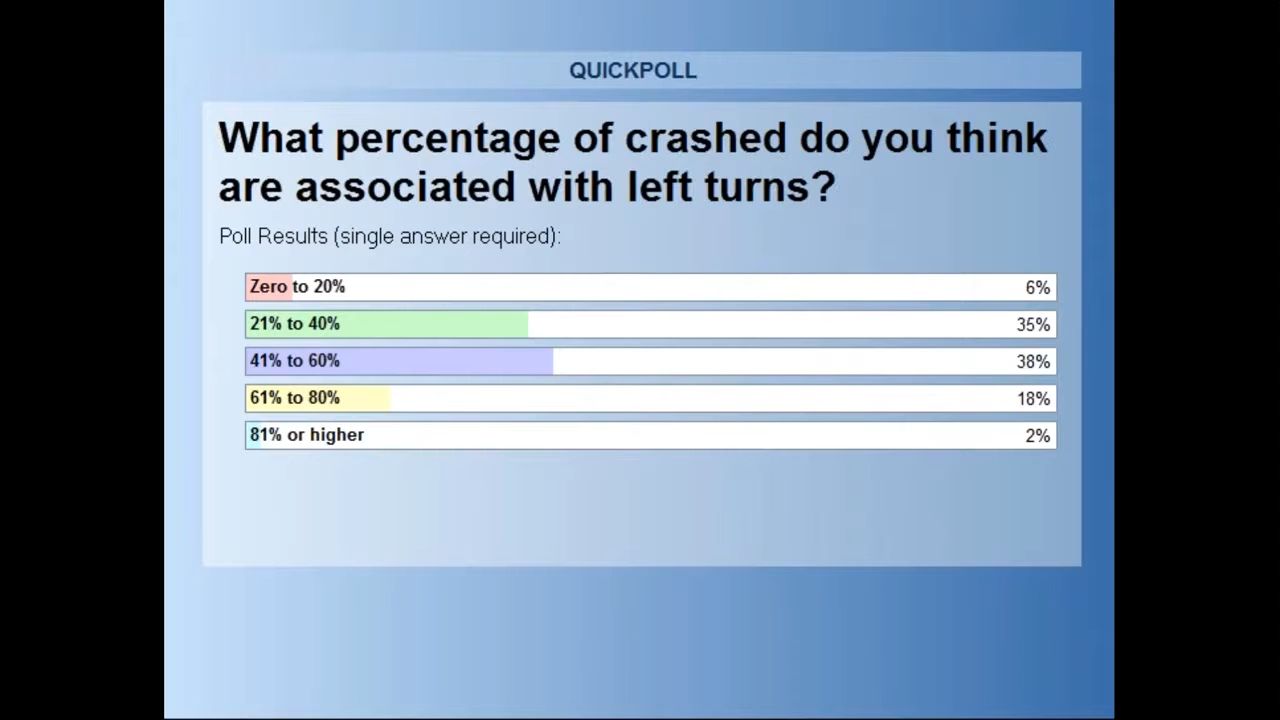 QUICKPOLL
What percentage of crashed do you think
are associated with left turns?
Poll Results (single answer required):
Zero to 20% 6%
21% to 40% 35%
41% to 60% 38%
61% to 80% 18%
81% or higher 2%